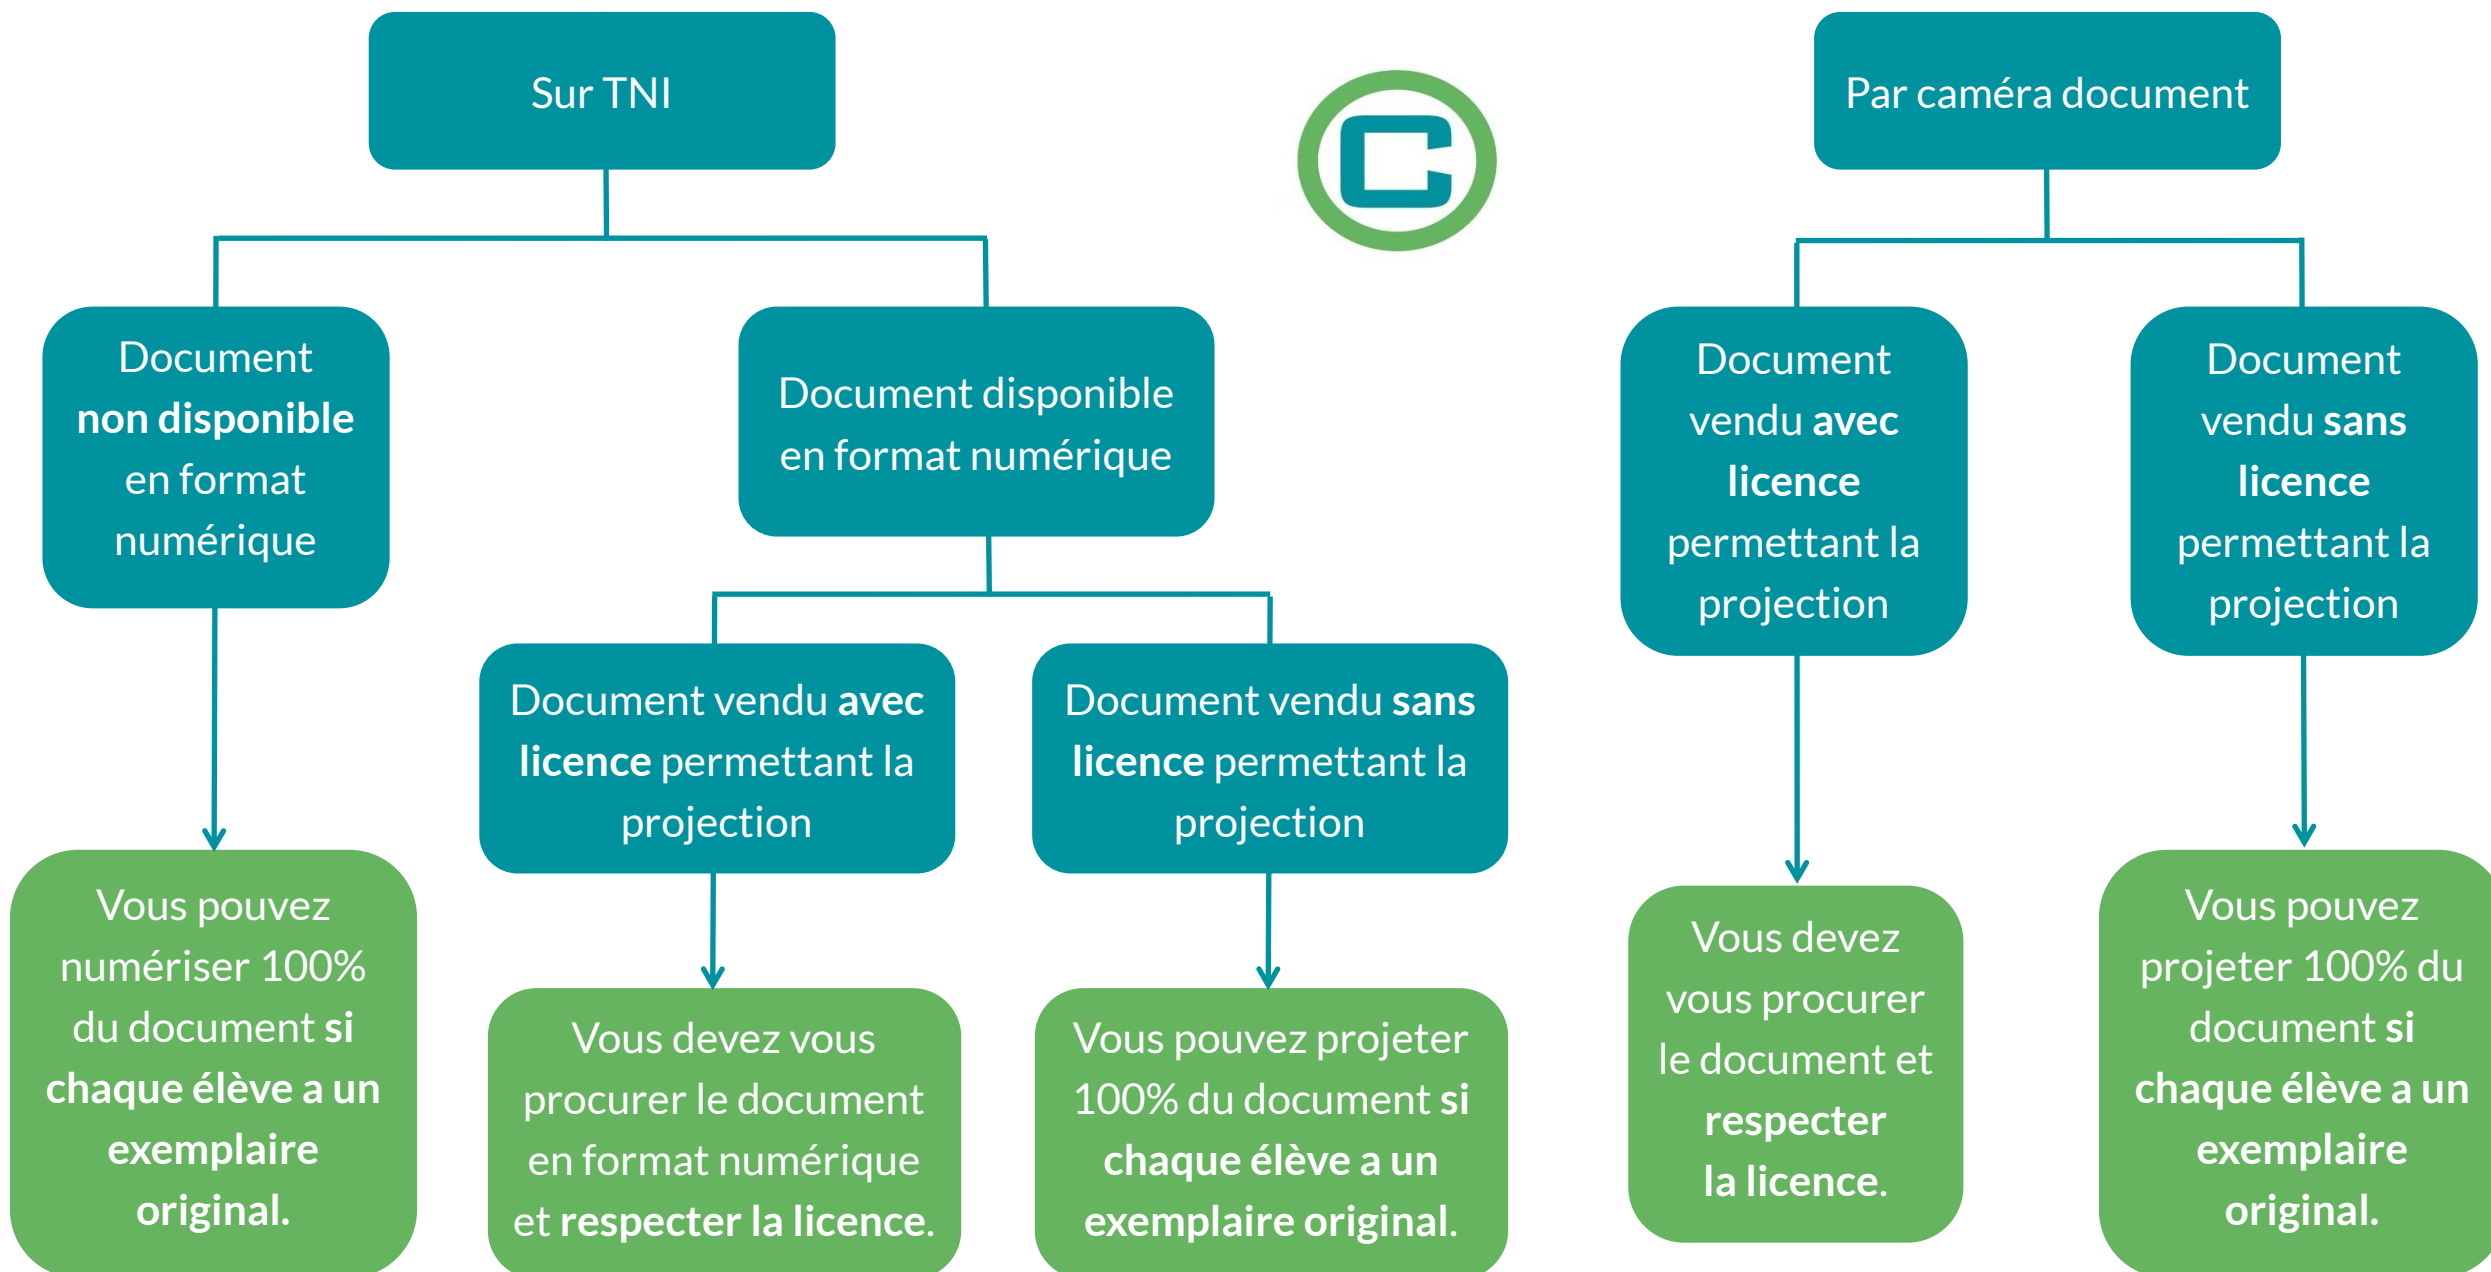 Sur TNI
C
Par caméra document
Document
non disponible
en format
numérique
Document disponible
en format numérique
Document
vendu avec
licence
permettant la
projection
Document
vendu sans
licence
permettant la
projection
Document vendu avec
licence permettant la
projection
Document vendu sans
licence permettant la
projection
Vous pouvez
numériser 100%
du document si
chaque élève a un
exemplaire
original.
Vous devez vous
procurer le document
en format numérique
et respecter la licence.
Vous pouvez projeter
100% du document si
chaque élève a un
exemplaire original.
Vous devez
vous procurer
le document et
respecter
la licence.
Vous pouvez
projeter 100% du
document si
chaque élève a un
exemplaire
original.